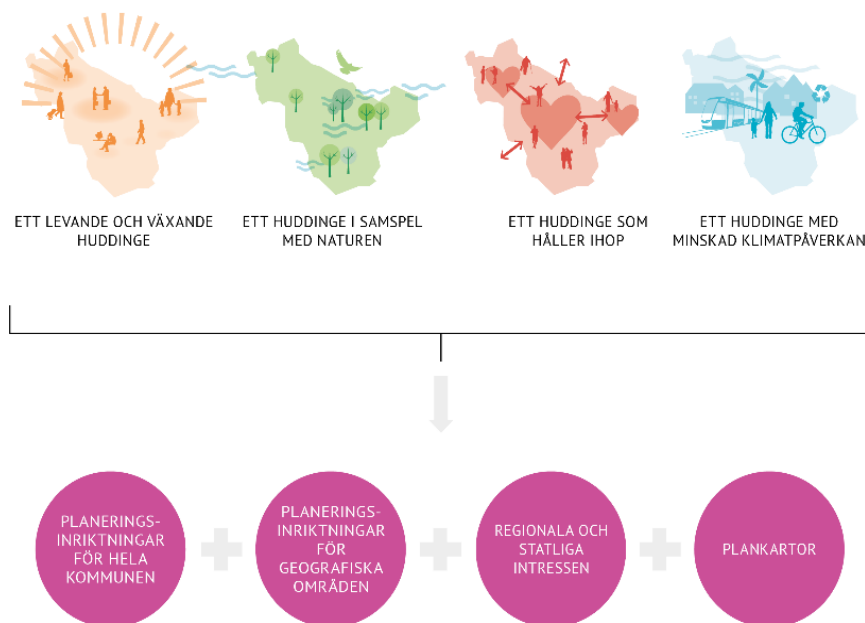 ETT LEVANDE OCH VÄXANDE
HUDDINGE
ETT HUDDINGE I SAMSPEL
MED NATUREN
ETT HUDDINGE SOM
HÅLLER IHOP
ETT HUDDINGE MED
MINSKAD KLIMATPÅVERKAN
PLANERINGS-
INRIKTNINGAR
FÖR HELA
KOMMUNEN
PLANERINGS-
INRIKTNINGAR
FÖR
GEOGRAFISKA
OMRÅDEN
REGIONALA OCH
STATLIGA
INTRESSEN
PLANKARTOR